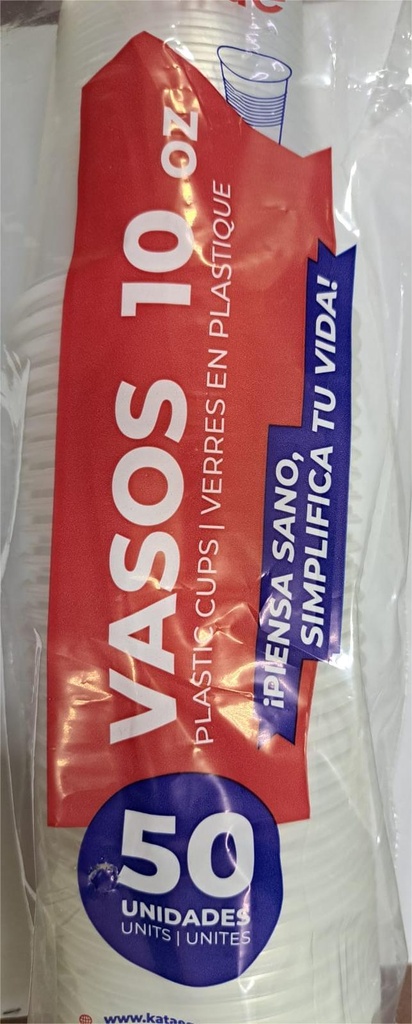 VASOS 10 oz
PLASTIC CUPS | VERRES EN PLASTIQUE
¡PIENSA SANO,
SIMPLIFICA TU VIDA!
50
UNIDADES
UNITS | UNITES